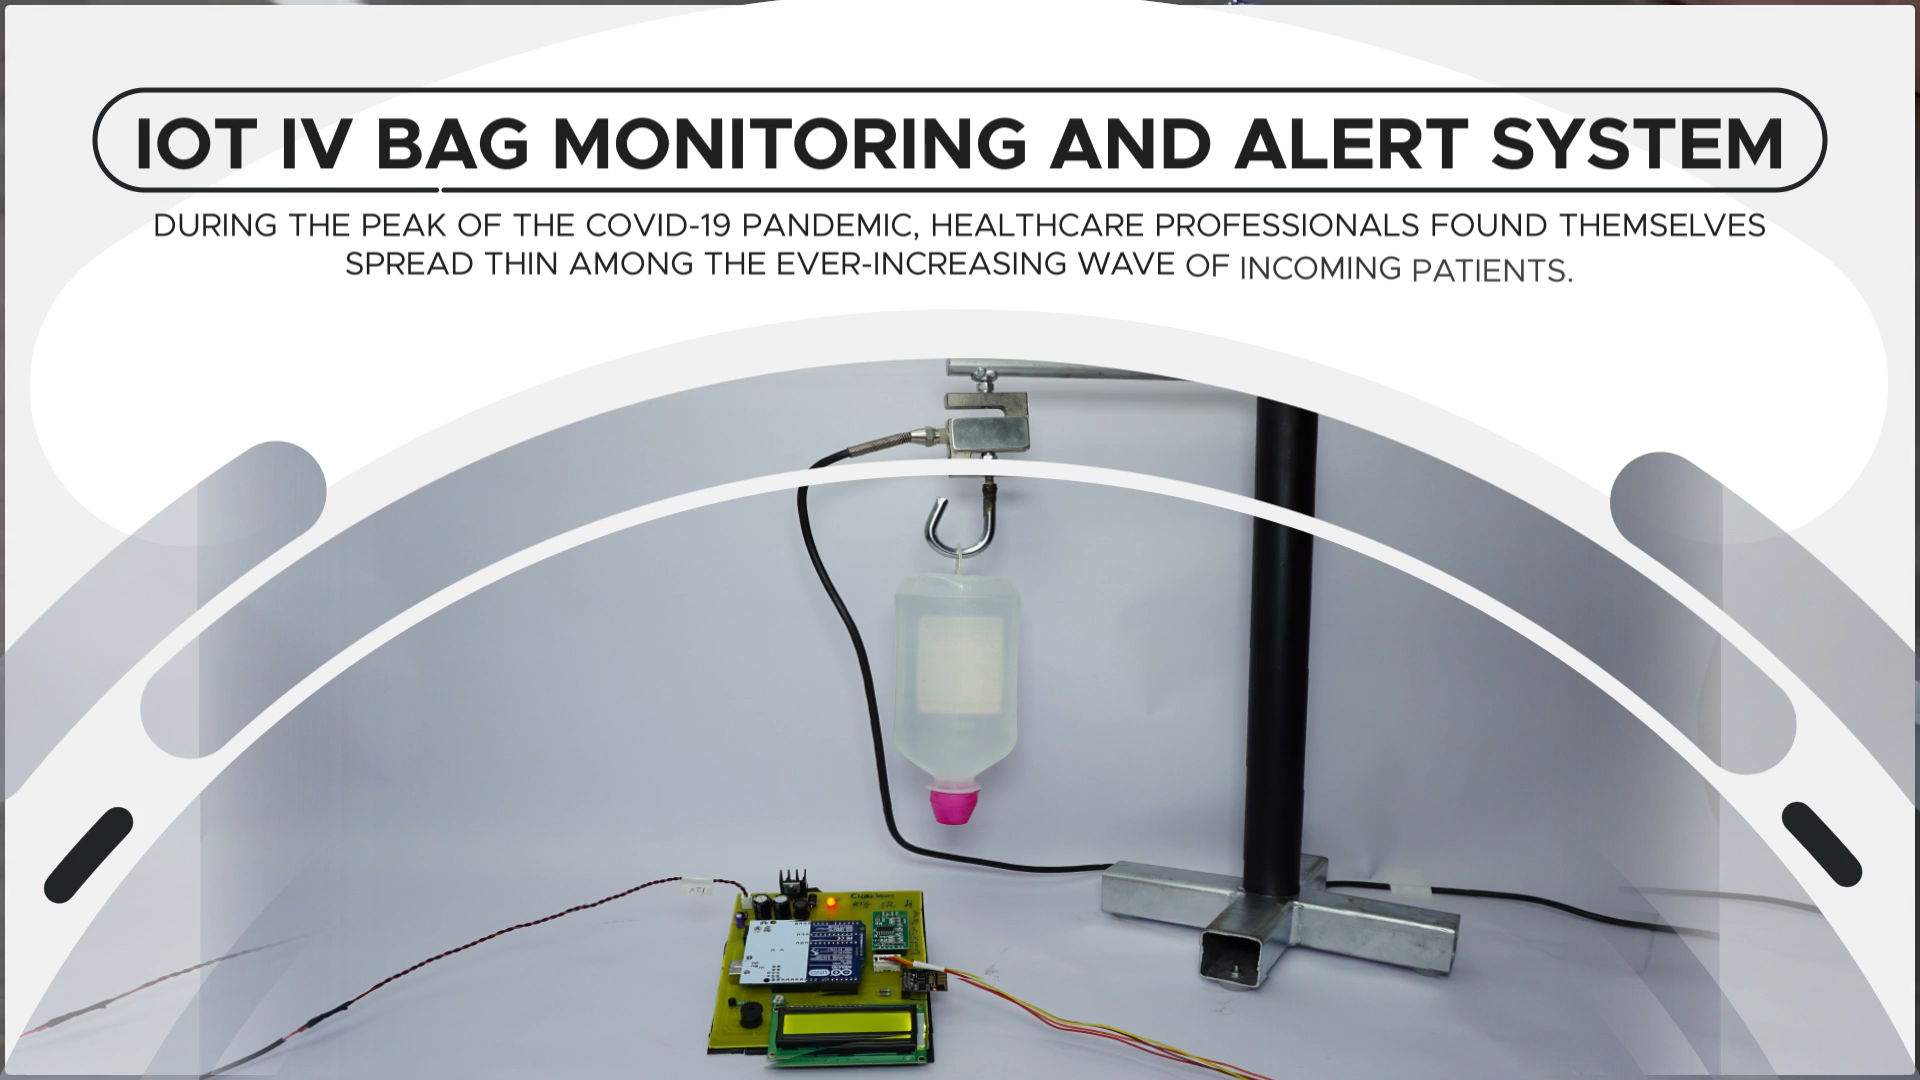 IOT IV BAG MONITORING AND ALERT SYSTEM
DURING THE PEAK OF THE COVID-19 PANDEMIC, HEALTHCARE PROFESSIONALS FOUND THEMSELVES
SPREAD THIN AMONG THE EVER-INCREASING WAVE OF INCOMING PATIENTS.